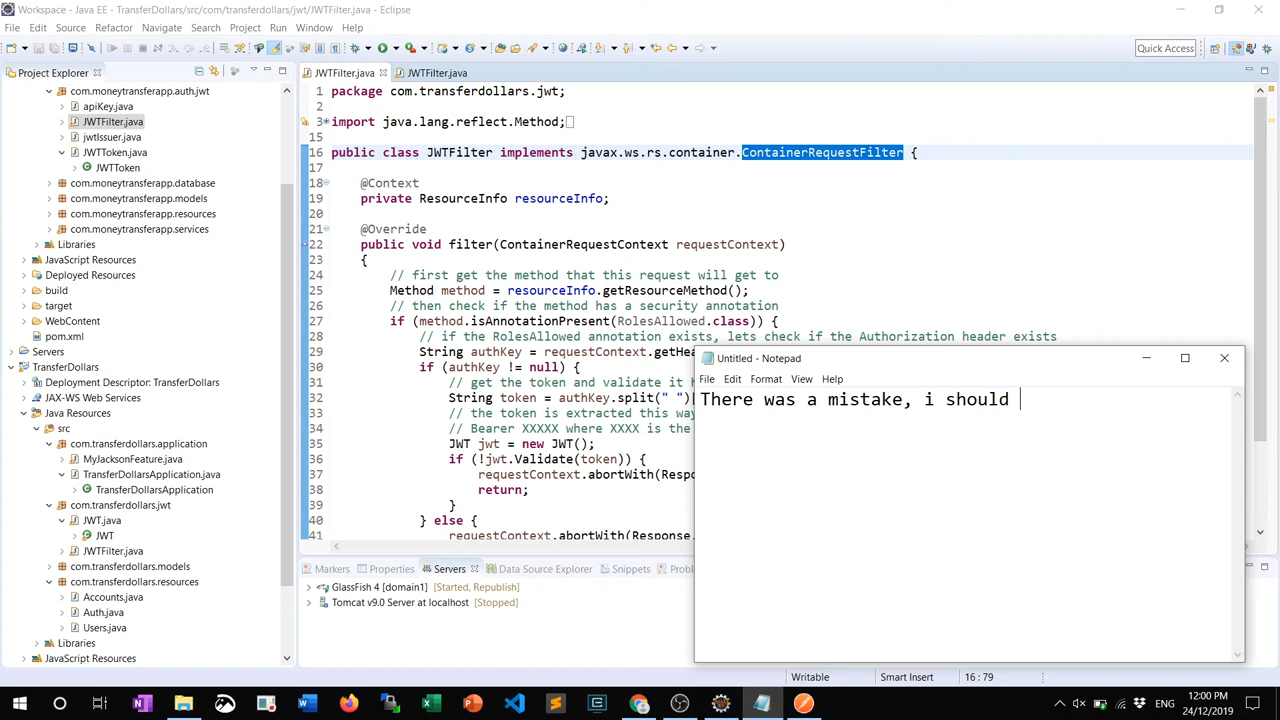 Workspace - Java EE - TransferDollars/src/com/transferdollars/jwt/JWTFilter.java - Eclipse
File Edit Source Refactor Navigate Search Project Run Window Help
Quick Access
Project Explorer
com.moneytransferapp.auth.jwt
apiKey.java
JWTFilter.java
jwtIssuer.java
JWTToken.java
JWTToken
com.moneytransferapp.database
com.moneytransferapp.models
com.moneytransferapp.resources
com.moneytransferapp.services
Libraries
JavaScript Resources
Deployed Resources
build
target
WebContent
pom.xml
Servers
TransferDollars
Deployment Descriptor: TransferDollars
JAX-WS Web Services
Java Resources
src
com.transferdollars.application
MyJacksonFeature.java
TransferDollarsApplication.java
TransferDollarsApplication
com.transferdollars.jwt
JWT.java
JWT
JWTFilter.java
com.transferdollars.models
com.transferdollars.resources
Accounts.java
Auth.java
Users.java
Libraries
JavaScript Resources
JWTFilter.java JWTFilter.java
1 package com.transferdollars.jwt;
2
3 import java.lang.reflect.Method;
15
16 public class JWTFilter implements javax.ws.rs.container.ContainerRequestFilter {
17
18 @Context
19 private ResourceInfo resourceInfo;
20
21 @Override
22 public void filter(ContainerRequestContext requestContext)
23 {
24 // first get the method that this request will get to
25 Method method = resourceInfo.getResourceMethod();
26 // then check if the method has a security annotation
27 if (method.isAnnotationPresent(RolesAllowed.class)) {
28 // if the RolesAllowed annotation exists, lets check if the Authorization header exists
29 String authKey = requestContext.getHea
30 if (authKey != null) {
31 // get the token and validate it h
32 String token = authKey.split(" ")
33 // the token is extracted this way
34 // Bearer XXXXX where XXXX is the
35 JWT jwt = new JWT();
36 if (!jwt.Validate(token)) {
37 requestContext.abortWith(Respo
38 return;
39 }
40 } else {
41 requestContext.abortWith(Response.
Markers Properties Servers Data Source Explorer Snippets Probl
GlassFish 4 [domain1] [Started, Republish]
Tomcat v9.0 Server at localhost [Stopped]
Untitled - Notepad
File Edit Format View Help
There was a mistake, i should
Writable Smart Insert 16 : 79
ENG
12:00 PM
24/12/2019